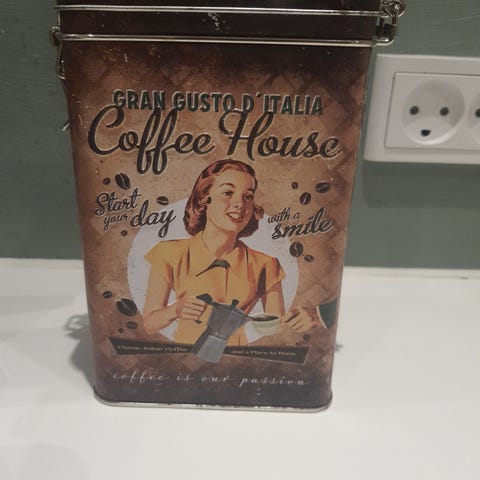 GRAN GUSTO D'ITALIA
Coffee House
Start your day
with a smile
Classic Italian Coffee
and a Place to Relax
coffee is our passion